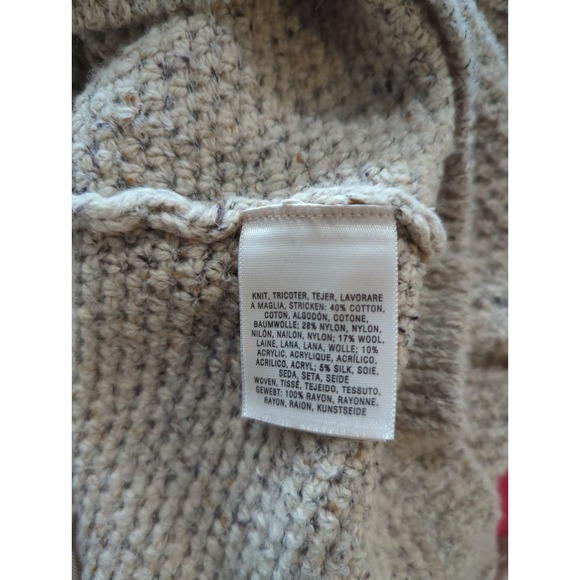 KNIT, TRICOTER, TEJER, LAVORARE
A MAGLIA, STRICKEN: 40% COTTON,
COTON, ALGODÓN, COTONE,
BAUMWOLLE; 28% NYLON, NYLON,
NILÓN, NAILON, NYLON; 17% WOOL,
LAINE, LANA, LANA, WOLLE; 10%
ACRYLIC, ACRYLIQUE, ACRÍLICO,
ACRILICO, ACRYL; 5% SILK, SOIE,
SEDA, SETA, SEIDE
WOVEN, TISSÉ, TEJEIDO, TESSUTO,
GEWEBT: 100% RAYON, RAYONNE,
RAYON, RAION, KUNSTSEIDE